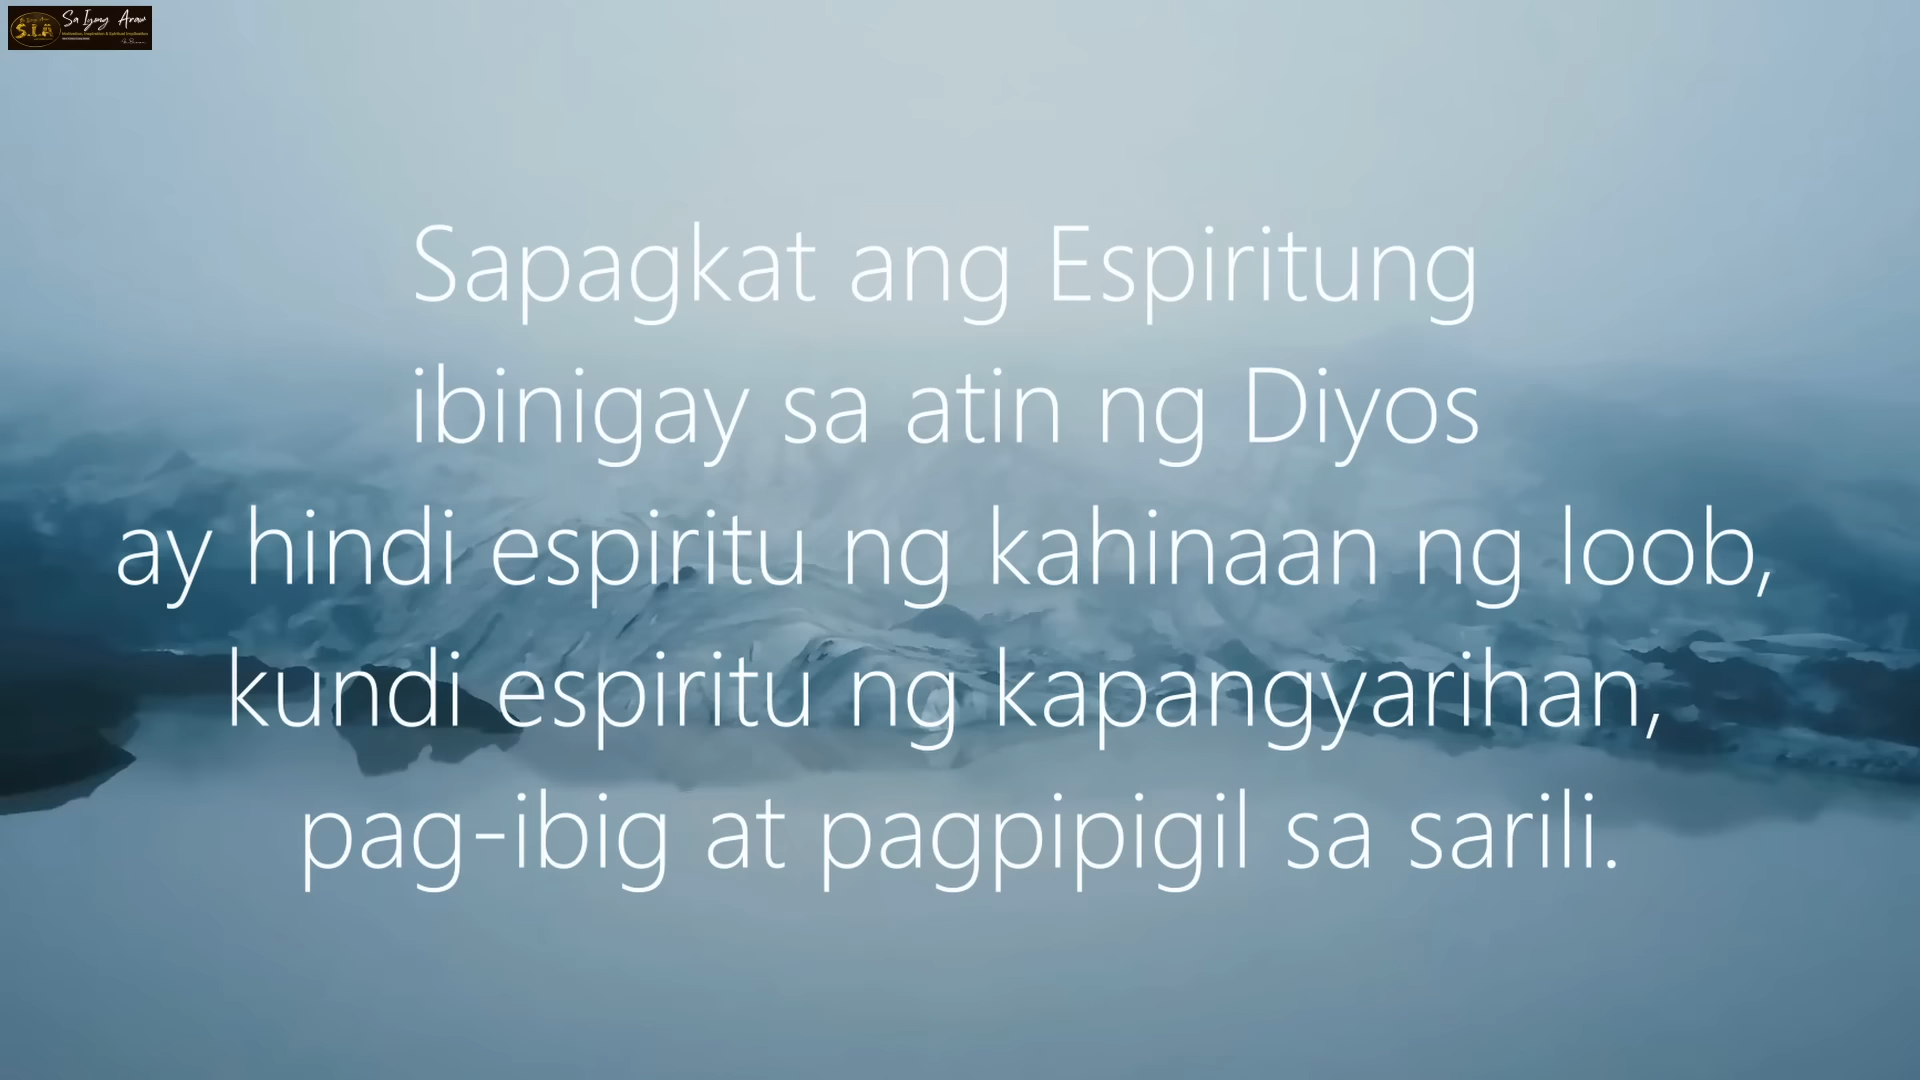 Sa Iyong Araw
S.I.A
Sapagkat ang Espiritung
ibinigay sa atin ng Diyos
ay hindi espiritu ng kahinaan ng loob,
kundi espiritu ng kapangyarihan,
pag-ibig at pagpipigil sa sarili.